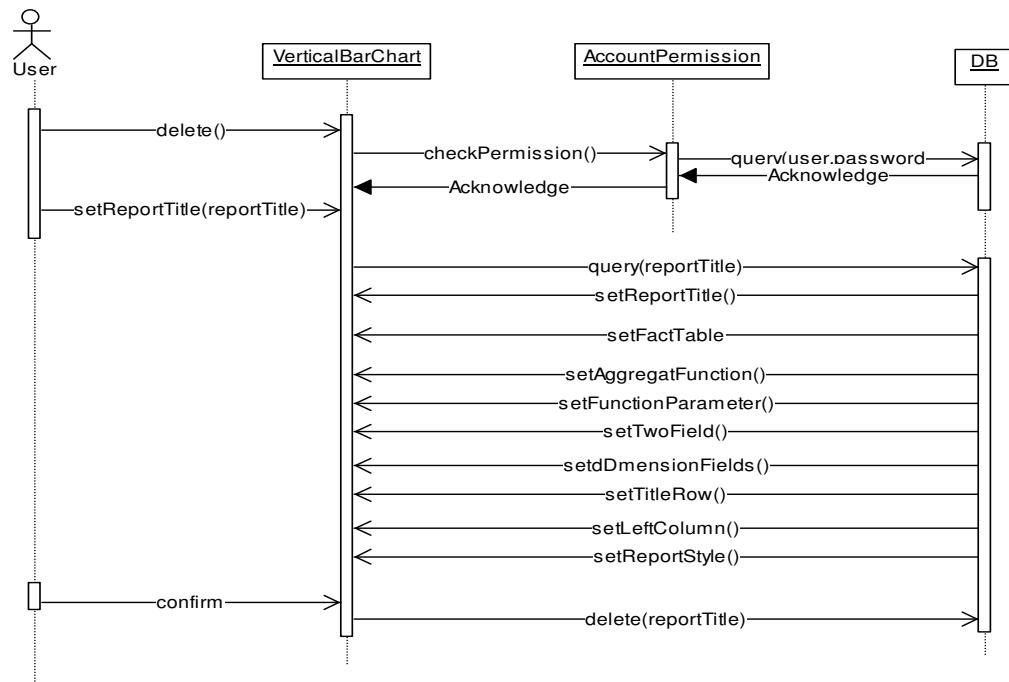 User
VerticalBarChart
AccountPermission
DB
delete()
checkPermission()
query(user.password
Acknowledge
Acknowledge
setReportTitle(reportTitle)
query(reportTitle)
setReportTitle()
setFactTable
setAggregatFunction()
setFunctionParameter()
setTwoField()
setdDmensionFields()
setTitleRow()
setLeftColumn()
setReportStyle()
confirm
delete(reportTitle)